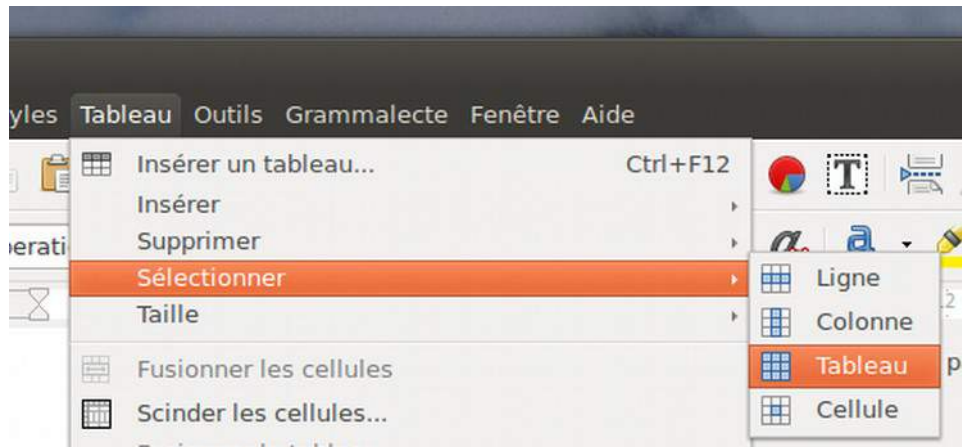 yles Tableau Outils Grammalecte Fenêtre Aide
Insérer un tableau... Ctrl+F12
Insérer
Supprimer
perati
Sélectionner
Ligne
Taille
Colonne
Fusionner les cellules
Tableau
p
Scinder les cellules...
Cellule